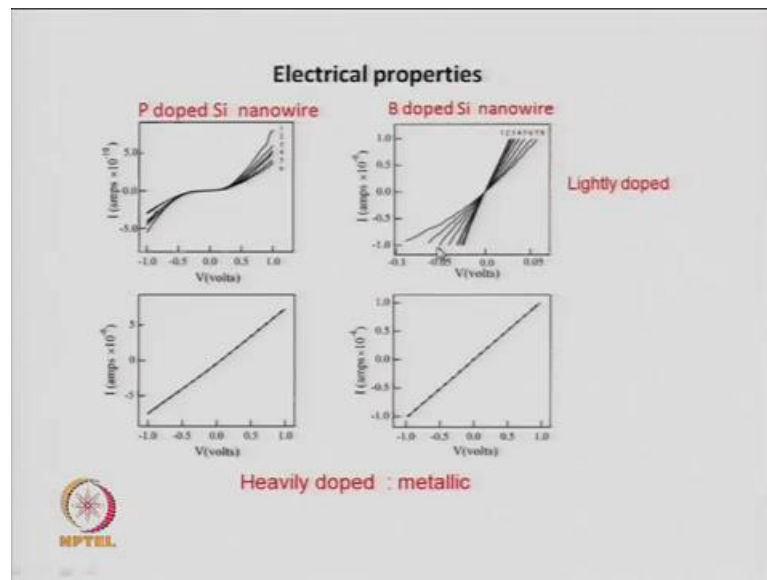 Electrical properties
P doped Si nanowire
B doped Si nanowire
5.0
0.0
-5.0
I (amps
-1.0 -0.5 0.0 0.5 1.0
V(volts)
1 2 3 4 5 6 7 8
1.0
0.5
0.0
-0.5
-1.0
I (amps
-0.1 -0.05 0.0 0.05
V(volts)
Lightly doped
5
0
-5
I (amps
-1.0 -0.5 0.0 0.5 1.0
V(volts)
1.0
0.5
0.0
-0.5
-1.0
I (amps
-1.0 -0.5 0.0 0.5 1.0
V(volts)
Heavily doped : metallic
NPTEL